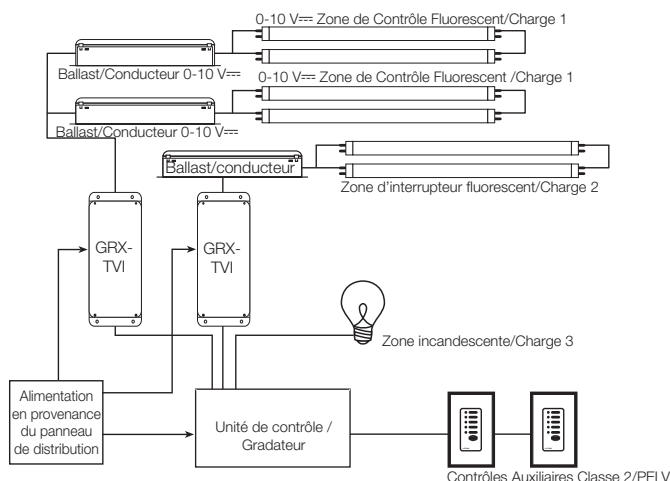 0-10 V⎓ Zone de Contrôle Fluorescent/Charge 1
Ballast/Conducteur 0-10 V⎓
0-10 V⎓ Zone de Contrôle Fluorescent /Charge 1
Ballast/Conducteur 0-10 V⎓
Ballast/conducteur
Zone d'interrupteur fluorescent/Charge 2
GRX-
TVI
GRX-
TVI
Zone incandescente/Charge 3
Alimentation
en provenance
du panneau
de distribution
Unité de contrôle /
Gradateur
Contrôles Auxiliaires Classe 2/PELV